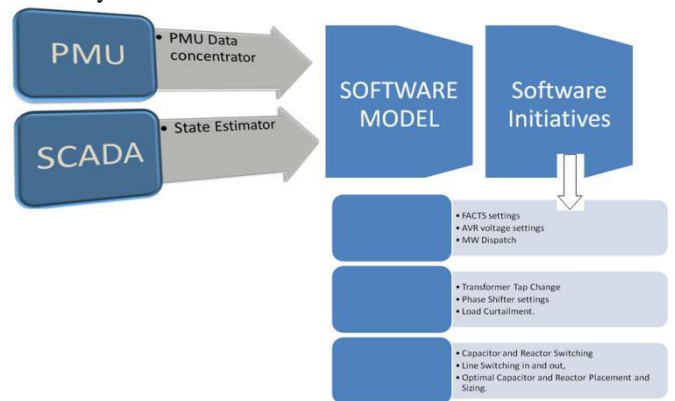 PMU
• PMU Data
concentrator
SCADA
• State Estimator
SOFTWARE
MODEL
Software
Initiatives
• FACTS settings
• AVR voltage settings
• MW Dispatch
• Transformer Tap Change
• Phase Shifter settings
• Load Curtailment.
• Capacitor and Reactor Switching
• Line Switching in and out,
• Optimal Capacitor and Reactor Placement and
Sizing.